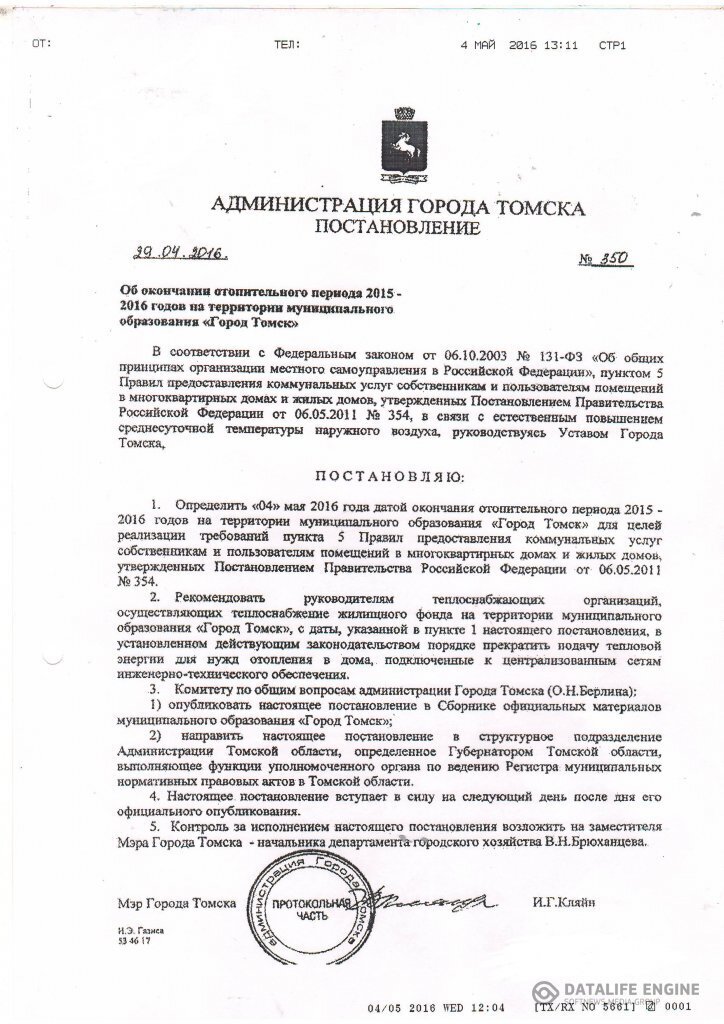 ОТ: ТЕЛ: 4 МАЙ 2016 13:11 СТР1
АДМИНИСТРАЦИЯ ГОРОДА ТОМСКА
ПОСТАНОВЛЕНИЕ
29.04.2016. № 350
Об окончании отопительного периода 2015 -
2016 годов на территории муниципального
образования «Город Томск»
В соответствии с Федеральным законом от 06.10.2003 № 131-ФЗ «Об общих
принципах организации местного самоуправления в Российской Федерации», пунктом 5
Правил предоставления коммунальных услуг собственникам и пользователям помещений
в многоквартирных домах и жилых домов, утвержденных Постановлением Правительства
Российской Федерации от 06.05.2011 № 354, в связи с естественным повышением
среднесуточной температуры наружного воздуха, руководствуясь Уставом Города
Томска,
ПОСТАНОВЛЯЮ:
1. Определить «04» мая 2016 года датой окончания отопительного периода 2015 -
2016 годов на территории муниципального образования «Город Томск» для целей
реализации требований пункта 5 Правил предоставления коммунальных услуг
собственникам и пользователям помещений в многоквартирных домах и жилых домов,
утвержденных Постановлением Правительства Российской Федерации от 06.05.2011
№ 354.
2. Рекомендовать руководителям теплоснабжающих организаций,
осуществляющих теплоснабжение жилищного фонда на территории муниципального
образования «Город Томск», с даты, указанной в пункте 1 настоящего постановления, в
установленном действующим законодательством порядке прекратить подачу тепловой
энергии для нужд отопления в дома, подключенные к централизованным сетям
инженерно-технического обеспечения.
3. Комитету по общим вопросам администрации Города Томска (О.Н.Берлина):
1) опубликовать настоящее постановление в Сборнике официальных материалов
муниципального образования «Город Томск»;
2) направить настоящее постановление в структурное подразделение
Администрации Томской области, определенное Губернатором Томской области,
выполняющее функции уполномоченного органа по ведению Регистра муниципальных
нормативных правовых актов в Томской области.
4. Настоящее постановление вступает в силу на следующий день после дня его
официального опубликования.
5. Контроль за исполнением настоящего постановления возложить на заместителя
Мэра Города Томска - начальника департамента городского хозяйства В.Н.Брюханцева.
Мэр Города Томска И.Г.Кляйн
администрация Города Томска
ПРОТОКОЛЬНАЯ
ЧАСТЬ
И.Э. Газиева
53 46 17
DATALIFE ENGINE
SOFTNEWS MEDIA GROUP
04/05 2016 WED 12:04 [TX/RX NO 5661] 0001